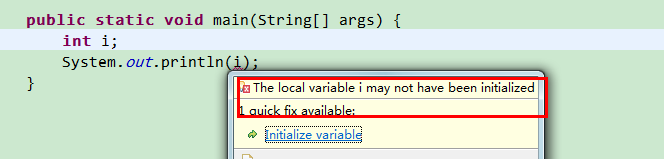 public static void main(String[] args) {
int i;
System.out.println(i);
}
The local variable i may not have been initialized
1 quick fix available:
Initialize variable